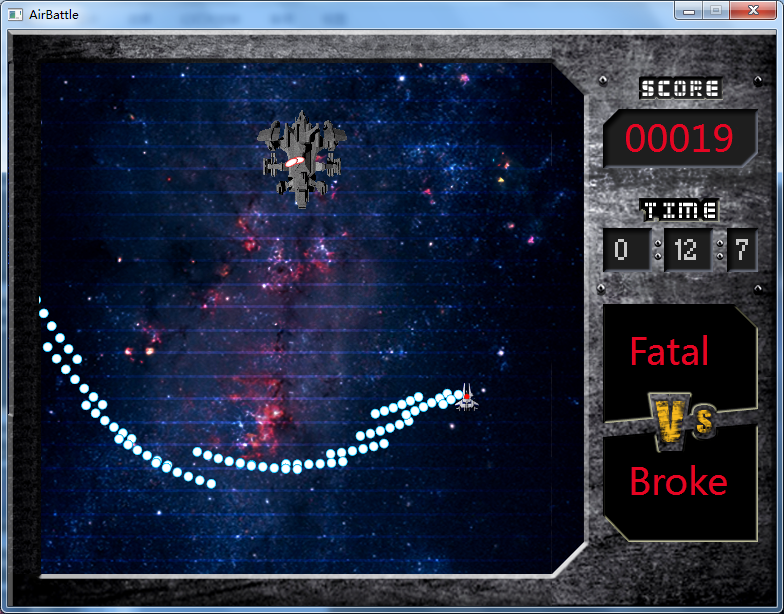 AirBattle
SCORE
00019
TIME
0 : 12 : 7
Fatal
Vs
Broke